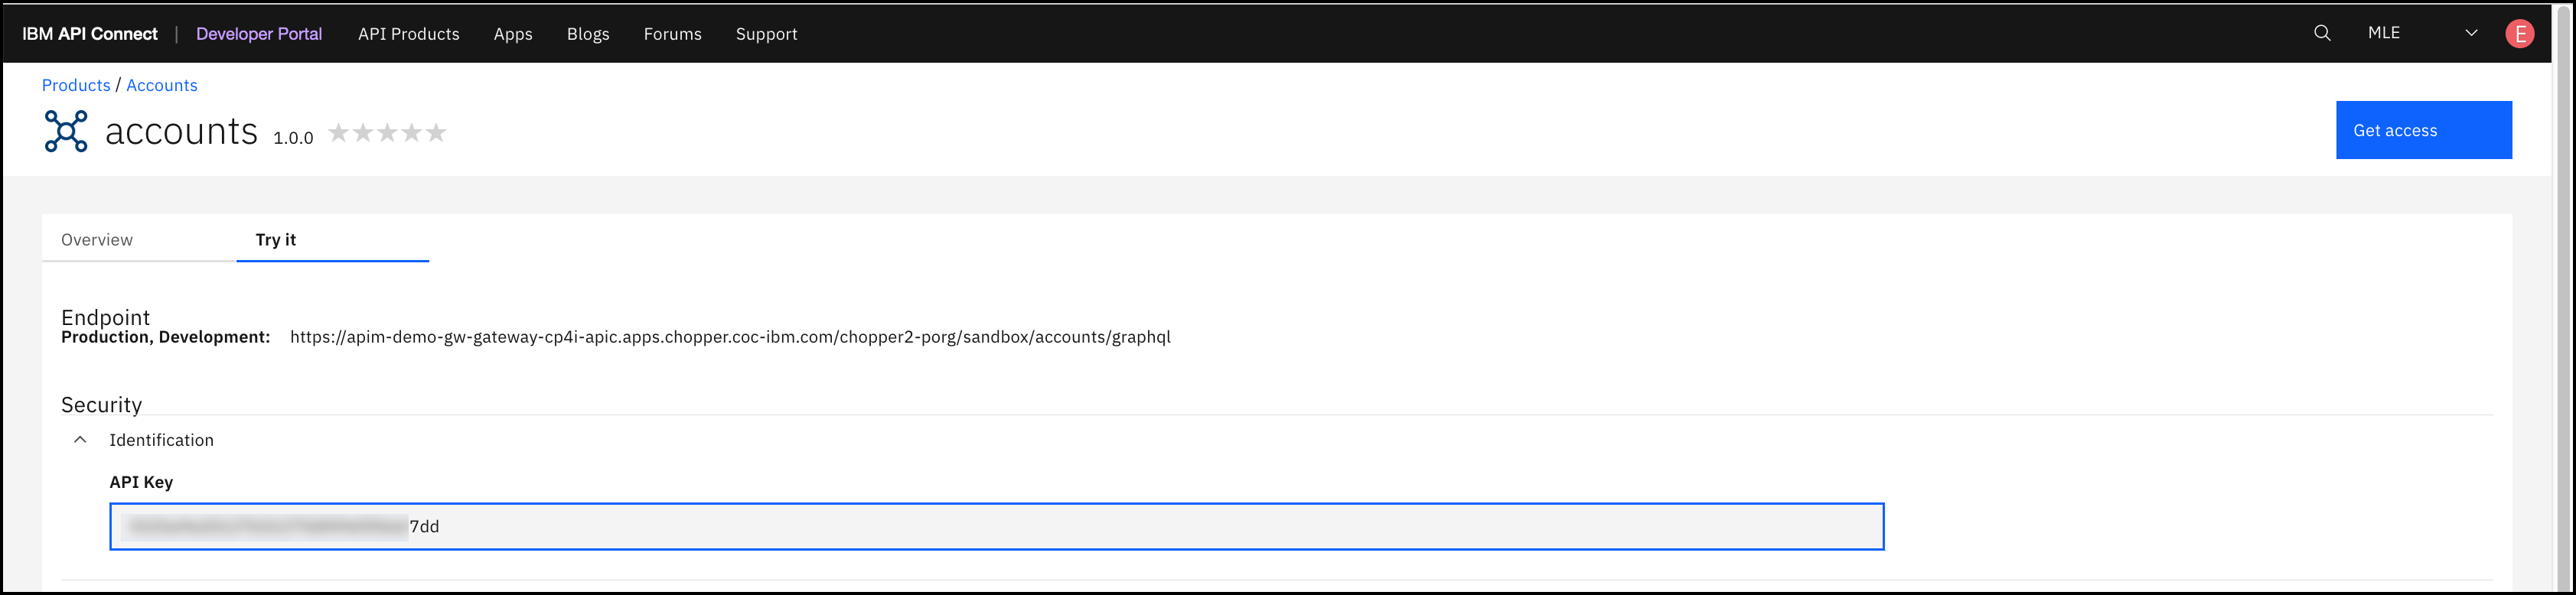 IBM API Connect | Developer Portal API Products Apps Blogs Forums Support MLE E
Products / Accounts
accounts 1.0.0
Get access
Overview Try it
Endpoint
Production, Development: https://apim-demo-gw-gateway-cp4i-apic.apps.chopper.coc-ibm.com/chopper2-porg/sandbox/accounts/graphql
Security
Identification
API Key
7dd